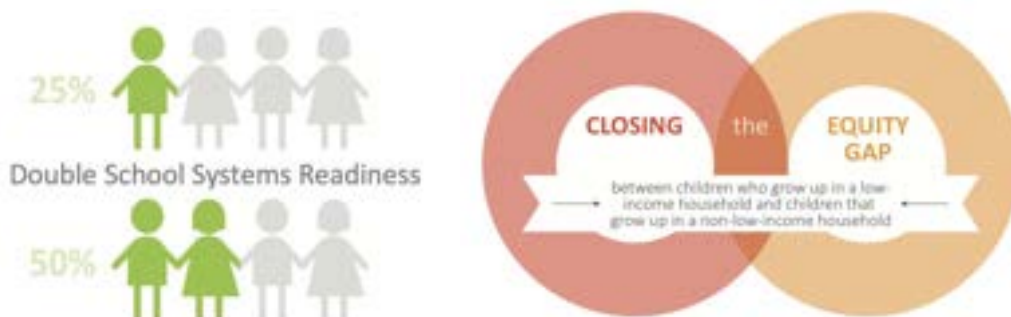 25%
Double School Systems Readiness
50%
CLOSING the EQUITY
GAP
between children who grow up in a low-
income household and children that
grow up in a non-low-income household